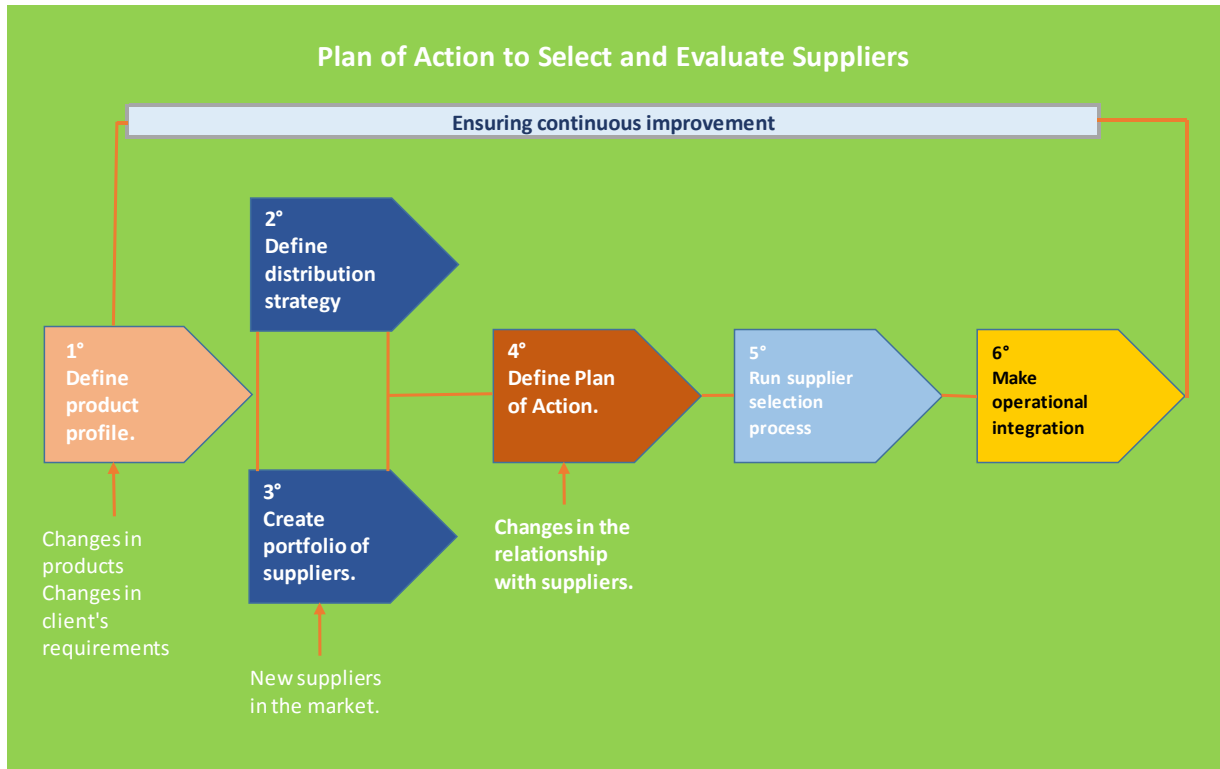 Plan of Action to Select and Evaluate Suppliers
Ensuring continuous improvement
1°
Define
product
profile.
2°
Define
distribution
strategy
3°
Create
portfolio of
suppliers.
4°
Define Plan
of Action.
5°
Run supplier
selection
process
6°
Make
operational
integration
Changes in
products
Changes in
client's
requirements
New suppliers
in the market.
Changes in the
relationship
with suppliers.